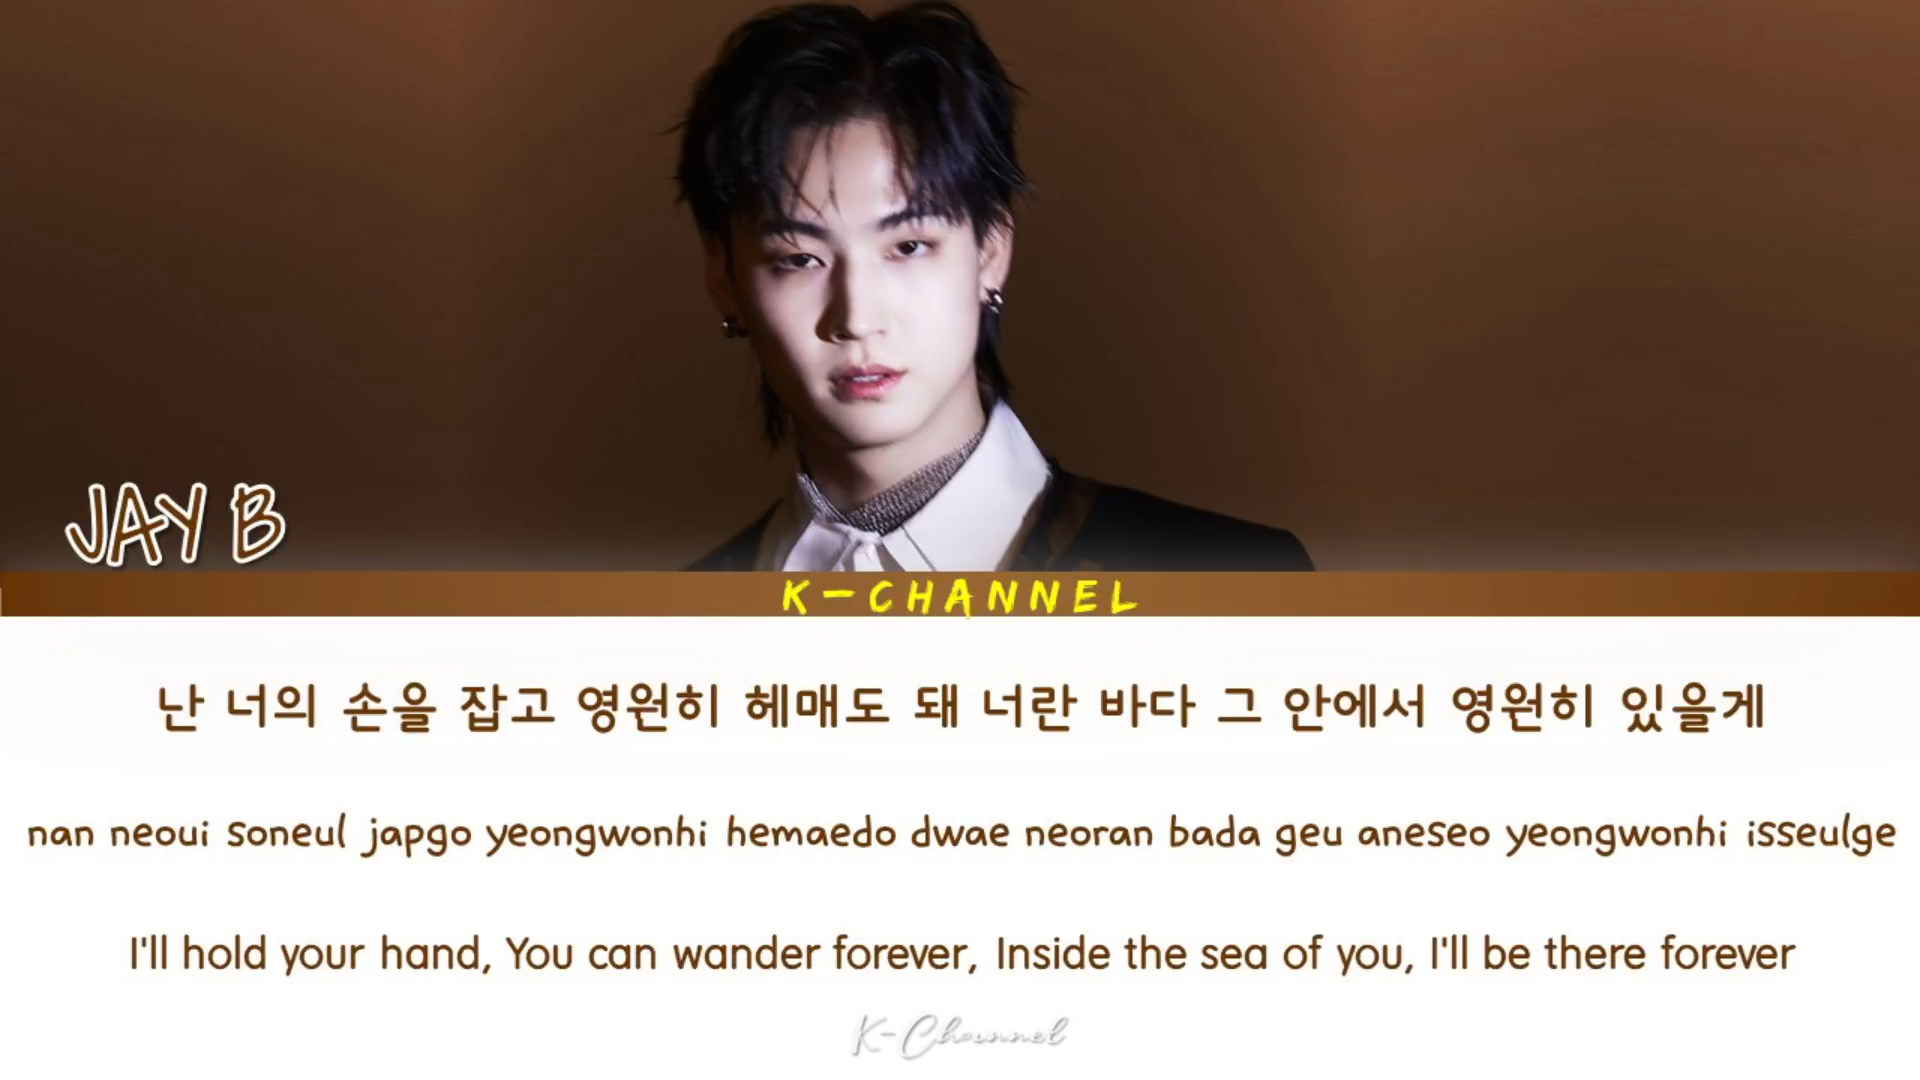 JAY B
K-CHANNEL
난 너의 손을 잡고 영원히 헤매도 돼 너란 바다 그 안에서 영원히 있을게
nan neoui soneul japgo yeongwonhi hemaedo dwae neoran bada geu aneseo yeongwonhi isseulge
I'll hold your hand, You can wander forever, Inside the sea of you, I'll be there forever
K-Channel